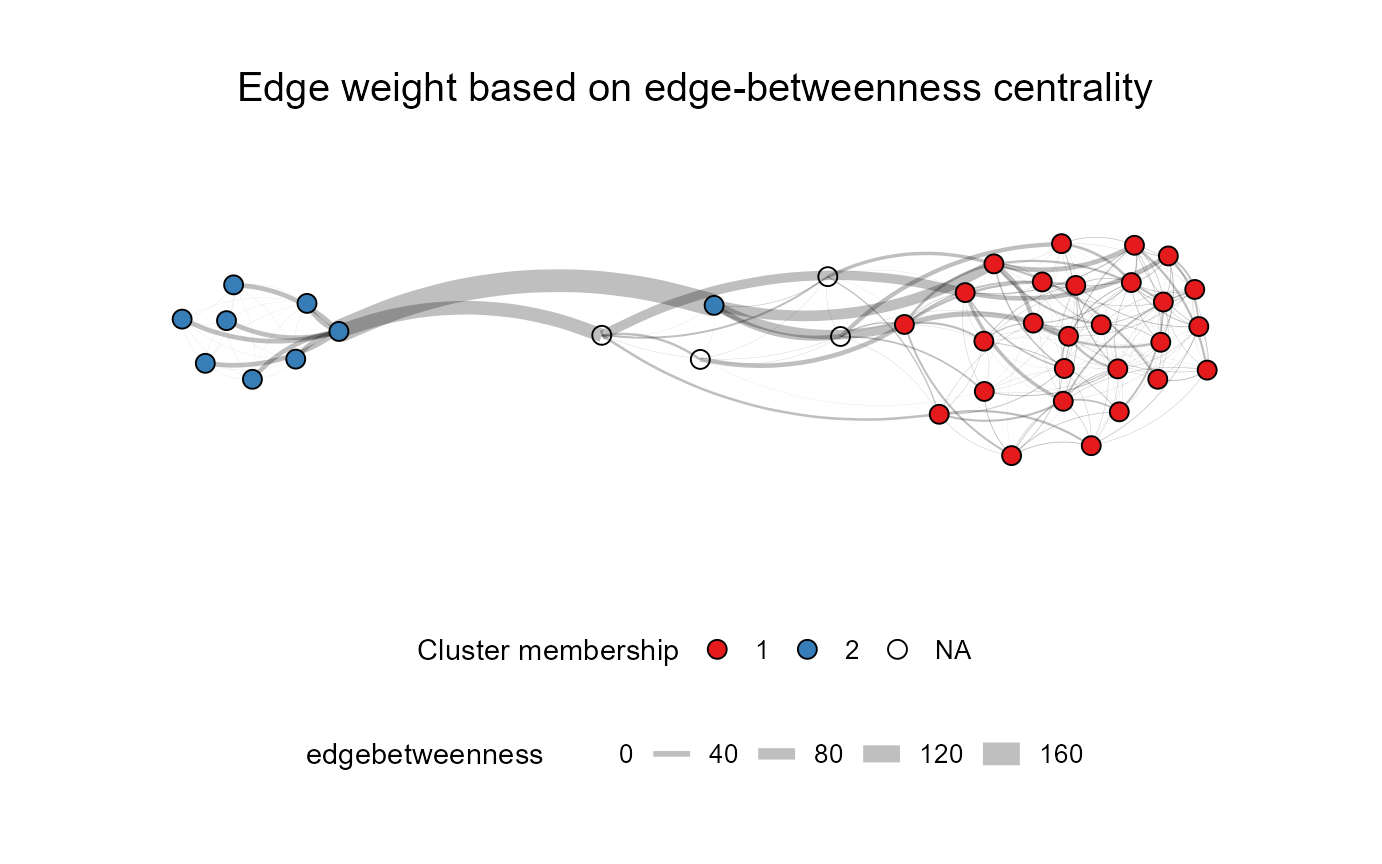 Edge weight based on edge-betweenness centrality
Cluster membership 1 2 NA
edgebetweenness 0 40 80 120 160